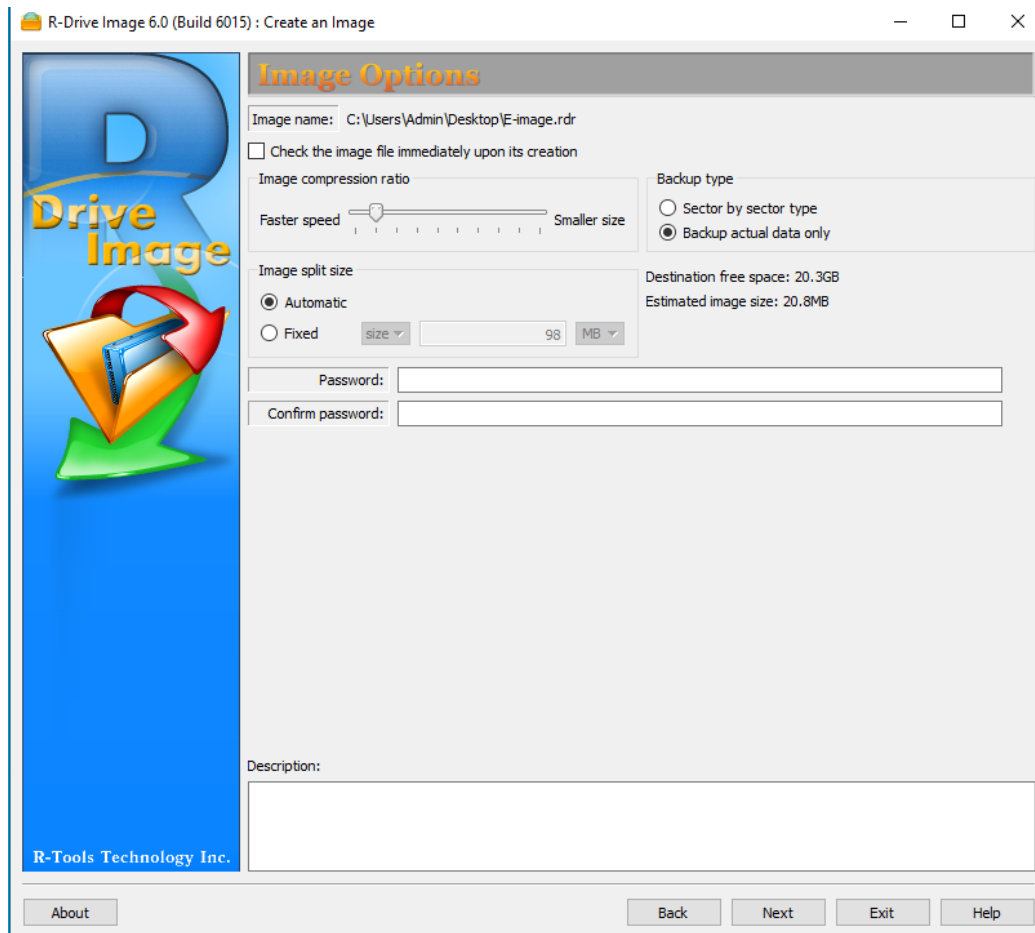 R-Drive Image 6.0 (Build 6015) : Create an Image
R
Drive
Image
Image Options
Image name: C:\Users\Admin\Desktop\E-image.rdr
Check the image file immediately upon its creation
Image compression ratio
Faster speed Smaller size
Backup type
Sector by sector type
Backup actual data only
Image split size
Automatic
Fixed size 98 MB
Destination free space: 20.3GB
Estimated image size: 20.8MB
Password:
Confirm password:
Description:
R-Tools Technology Inc.
About Back Next Exit Help